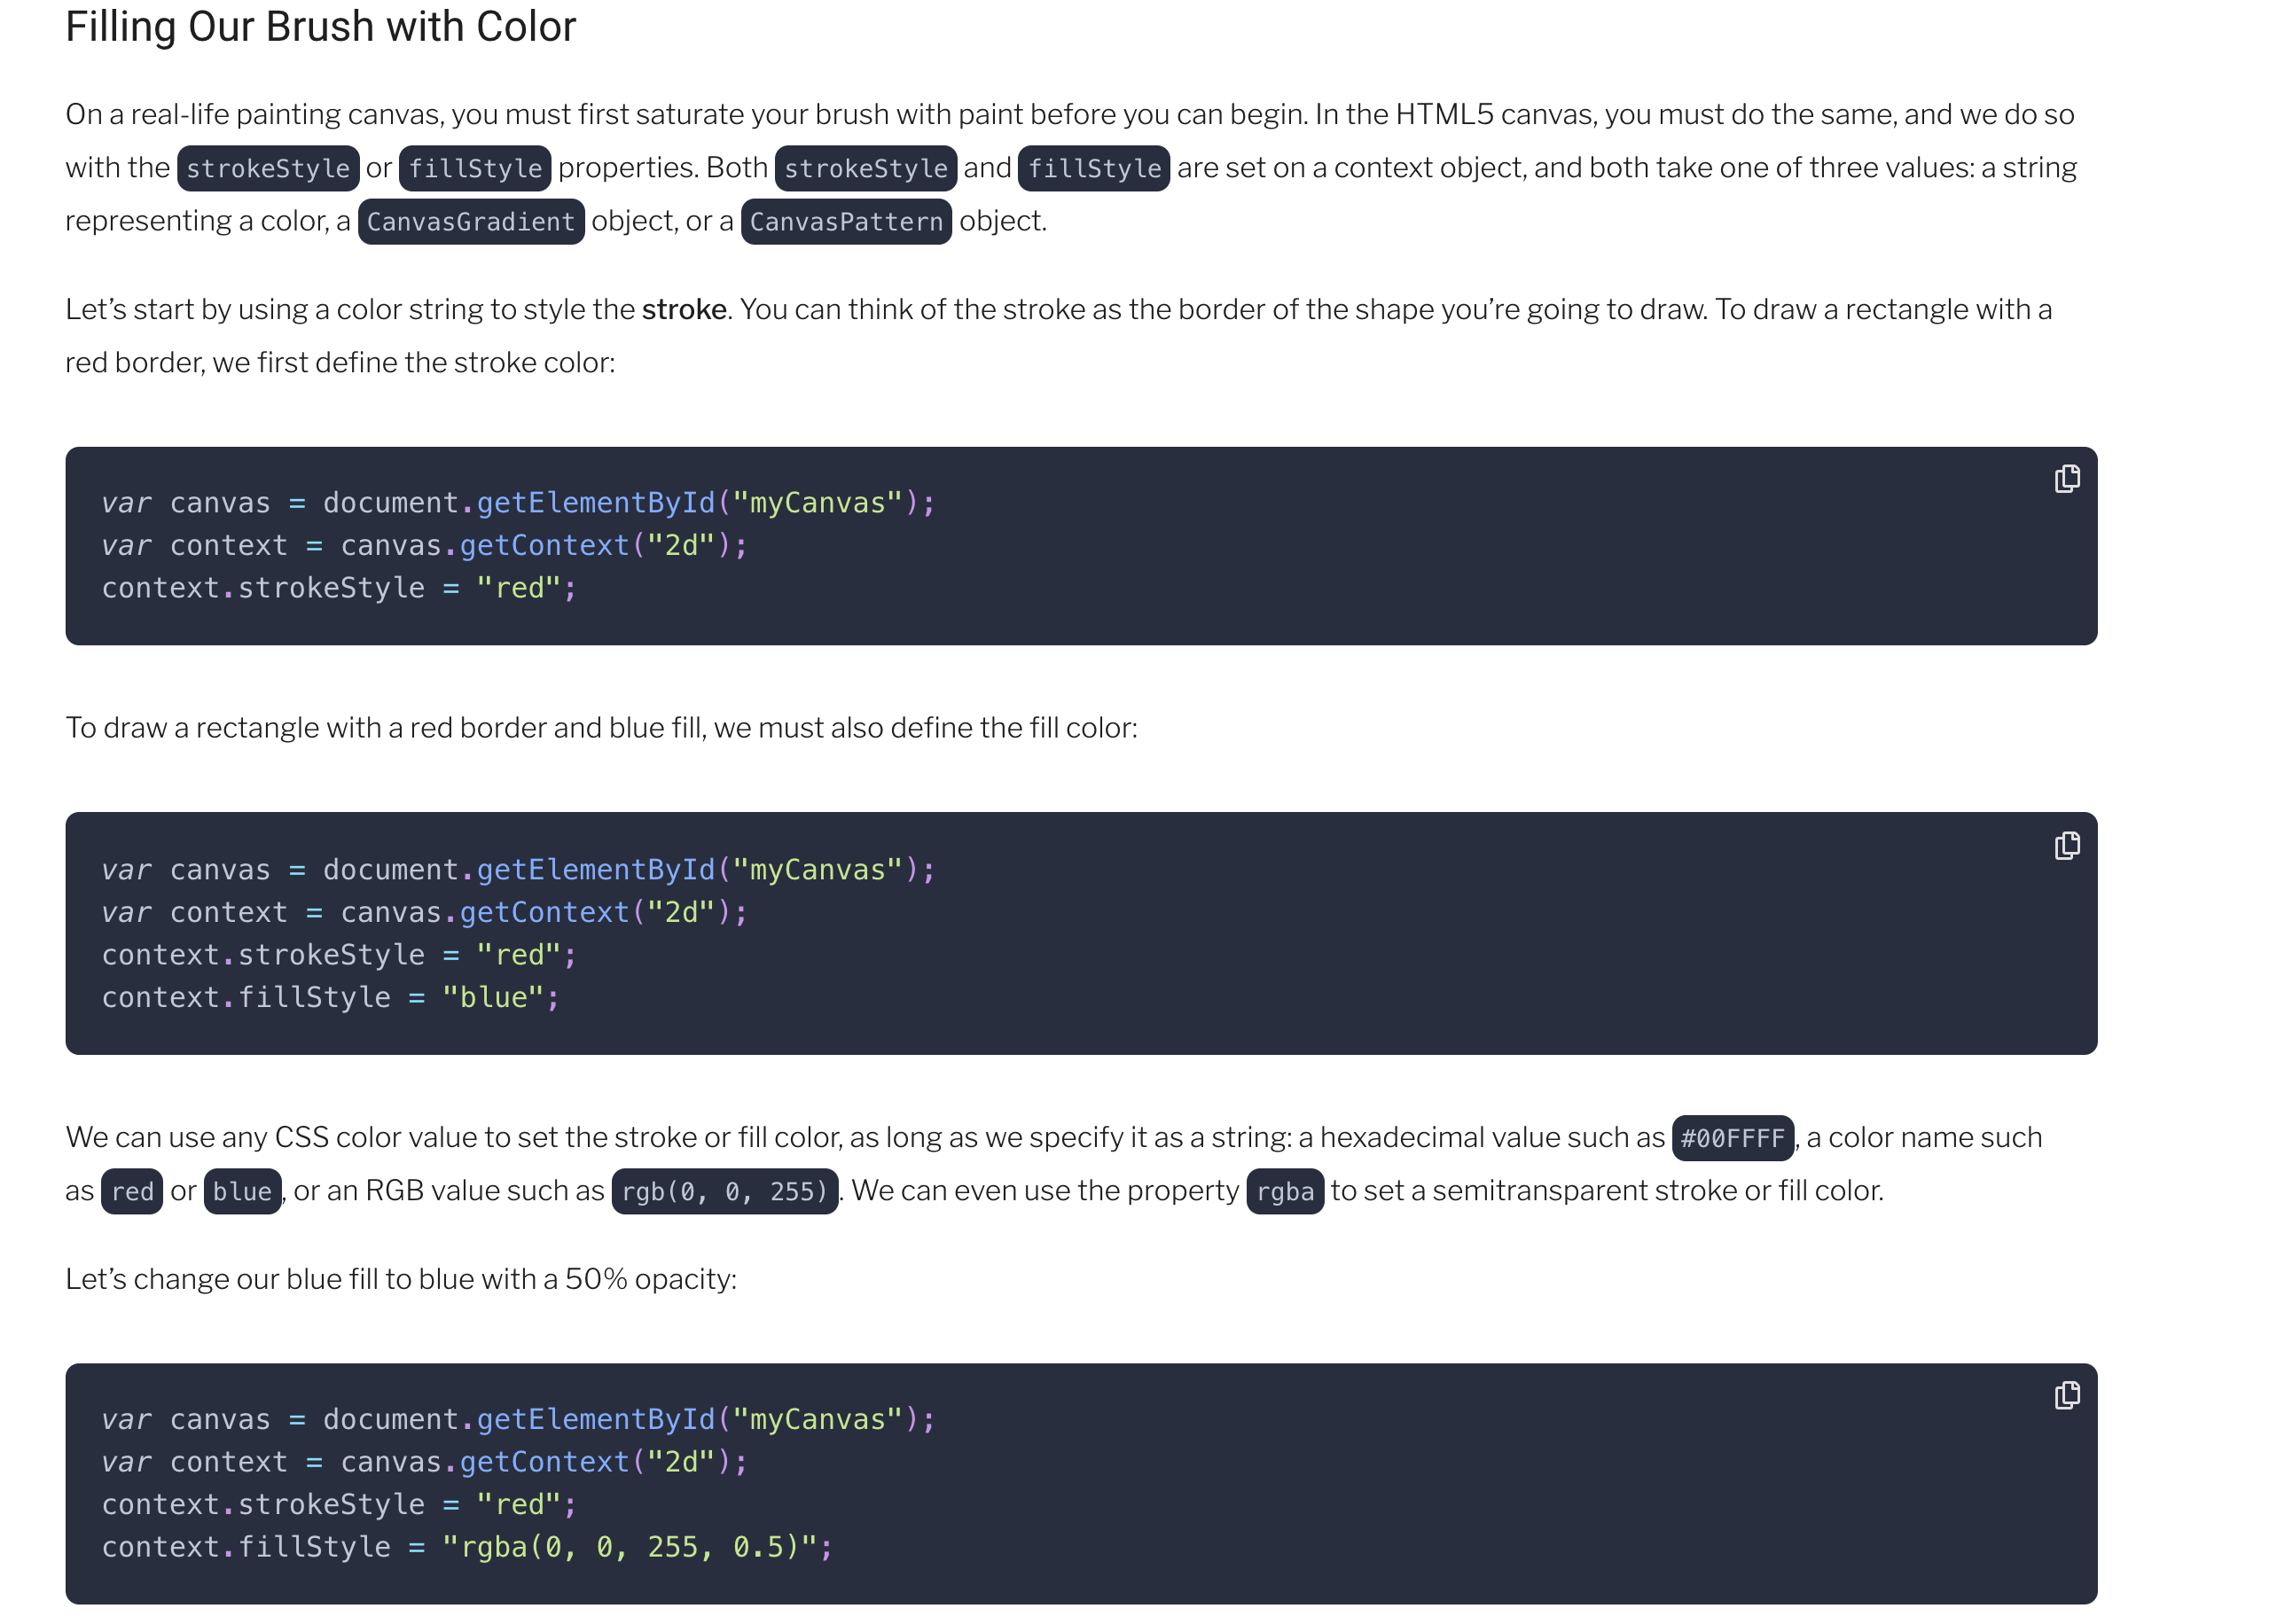 Filling Our Brush with Color
On a real-life painting canvas, you must first saturate your brush with paint before you can begin. In the HTML5 canvas, you must do the same, and we do so
with the strokeStyle or fillStyle properties. Both strokeStyle and fillStyle are set on a context object, and both take one of three values: a string
representing a color, a CanvasGradient object, or a CanvasPattern object.
Let’s start by using a color string to style the stroke. You can think of the stroke as the border of the shape you’re going to draw. To draw a rectangle with a
red border, we first define the stroke color:
var canvas = document.getElementById("myCanvas");
var context = canvas.getContext("2d");
context.strokeStyle = "red";
To draw a rectangle with a red border and blue fill, we must also define the fill color:
var canvas = document.getElementById("myCanvas");
var context = canvas.getContext("2d");
context.strokeStyle = "red";
context.fillStyle = "blue";
We can use any CSS color value to set the stroke or fill color, as long as we specify it as a string: a hexadecimal value such as #00FFFF, a color name such
as red or blue, or an RGB value such as rgb(0, 0, 255). We can even use the property rgba to set a semitransparent stroke or fill color.
Let’s change our blue fill to blue with a 50% opacity:
var canvas = document.getElementById("myCanvas");
var context = canvas.getContext("2d");
context.strokeStyle = "red";
context.fillStyle = "rgba(0, 0, 255, 0.5)";